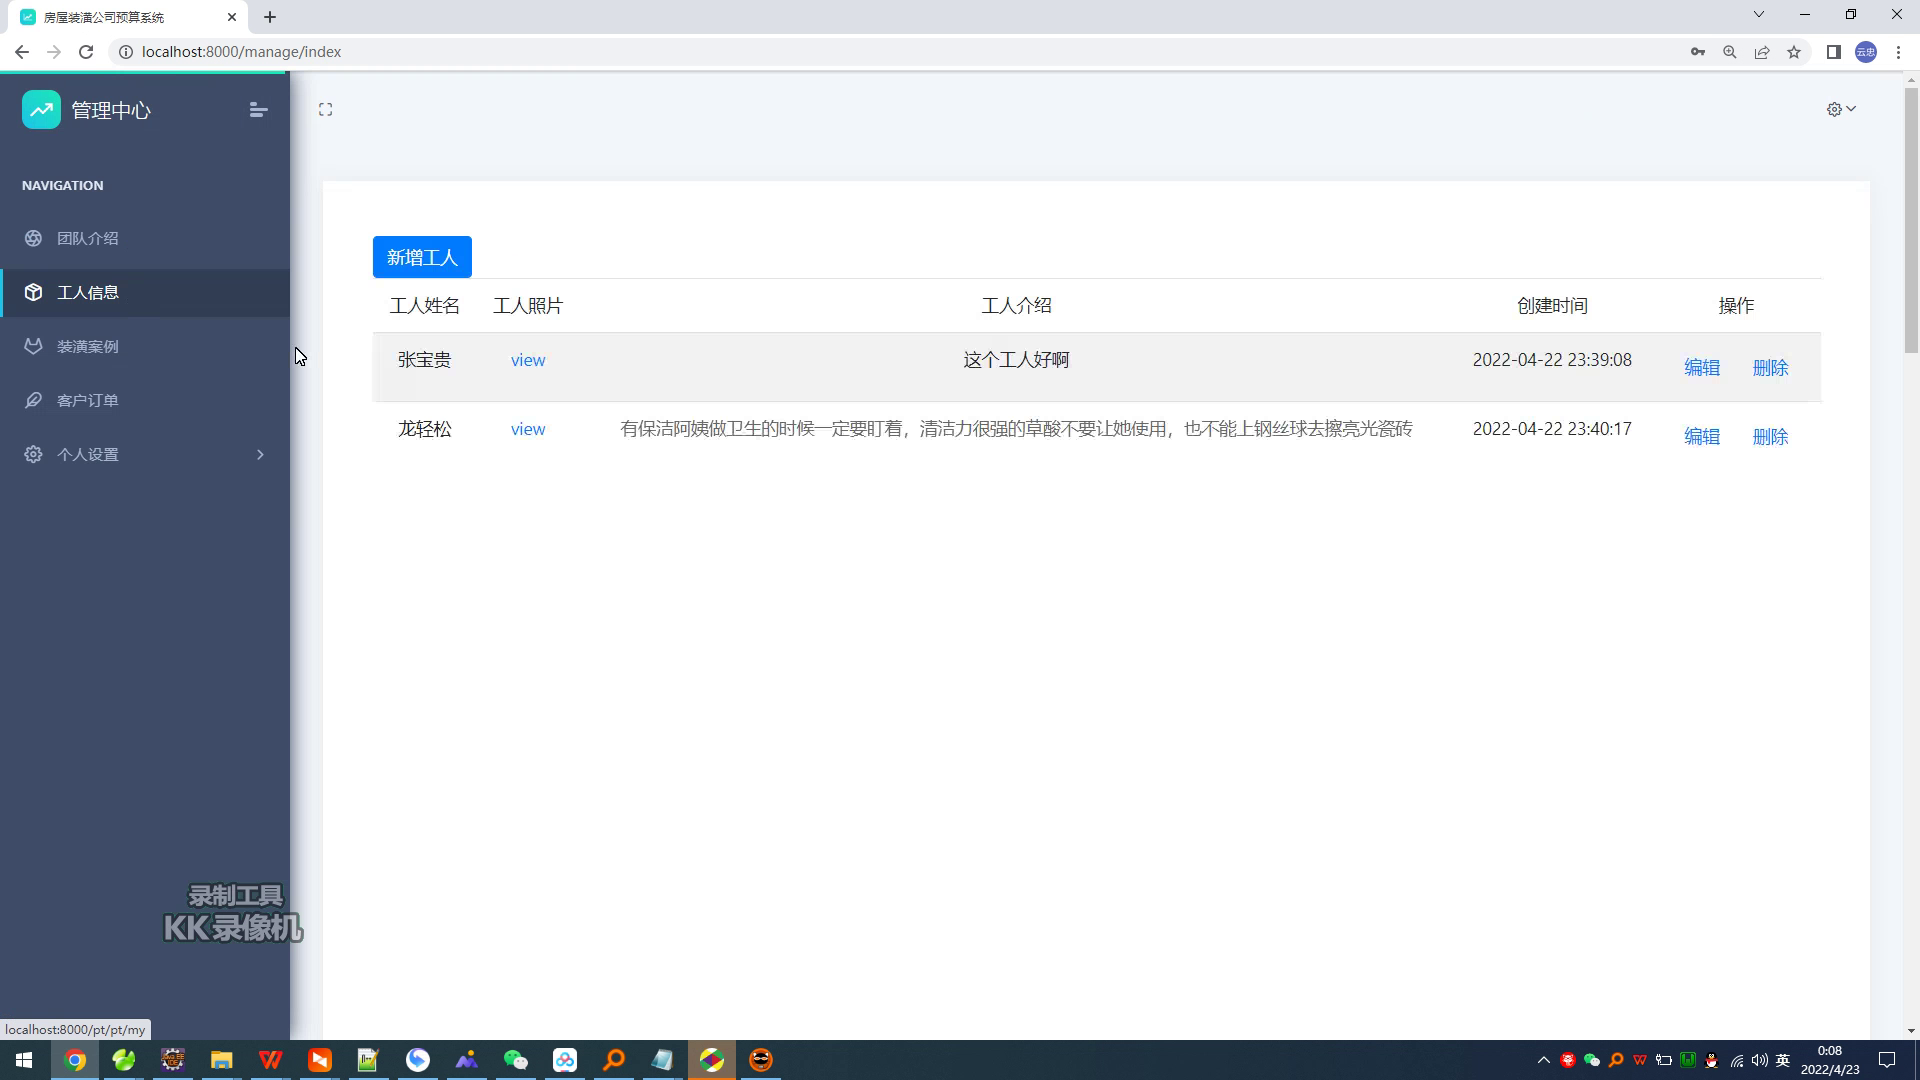 房屋装潢公司预算系统
localhost:8000/manage/index
云忠
管理中心
NAVIGATION
团队介绍
工人信息
装潢案例
客户订单
个人设置
新增工人
工人姓名 工人照片 工人介绍 创建时间 操作
张宝贵 view 这个工人好啊 2022-04-22 23:39:08 编辑 删除
龙轻松 view 有保洁阿姨做卫生的时候一定要盯着，清洁力很强的草酸不要让她使用，也不能上钢丝球去擦亮光瓷砖 2022-04-22 23:40:17 编辑 删除
录制工具
KK录像机
localhost:8000/pt/pt/my
英
0:08
2022/4/23